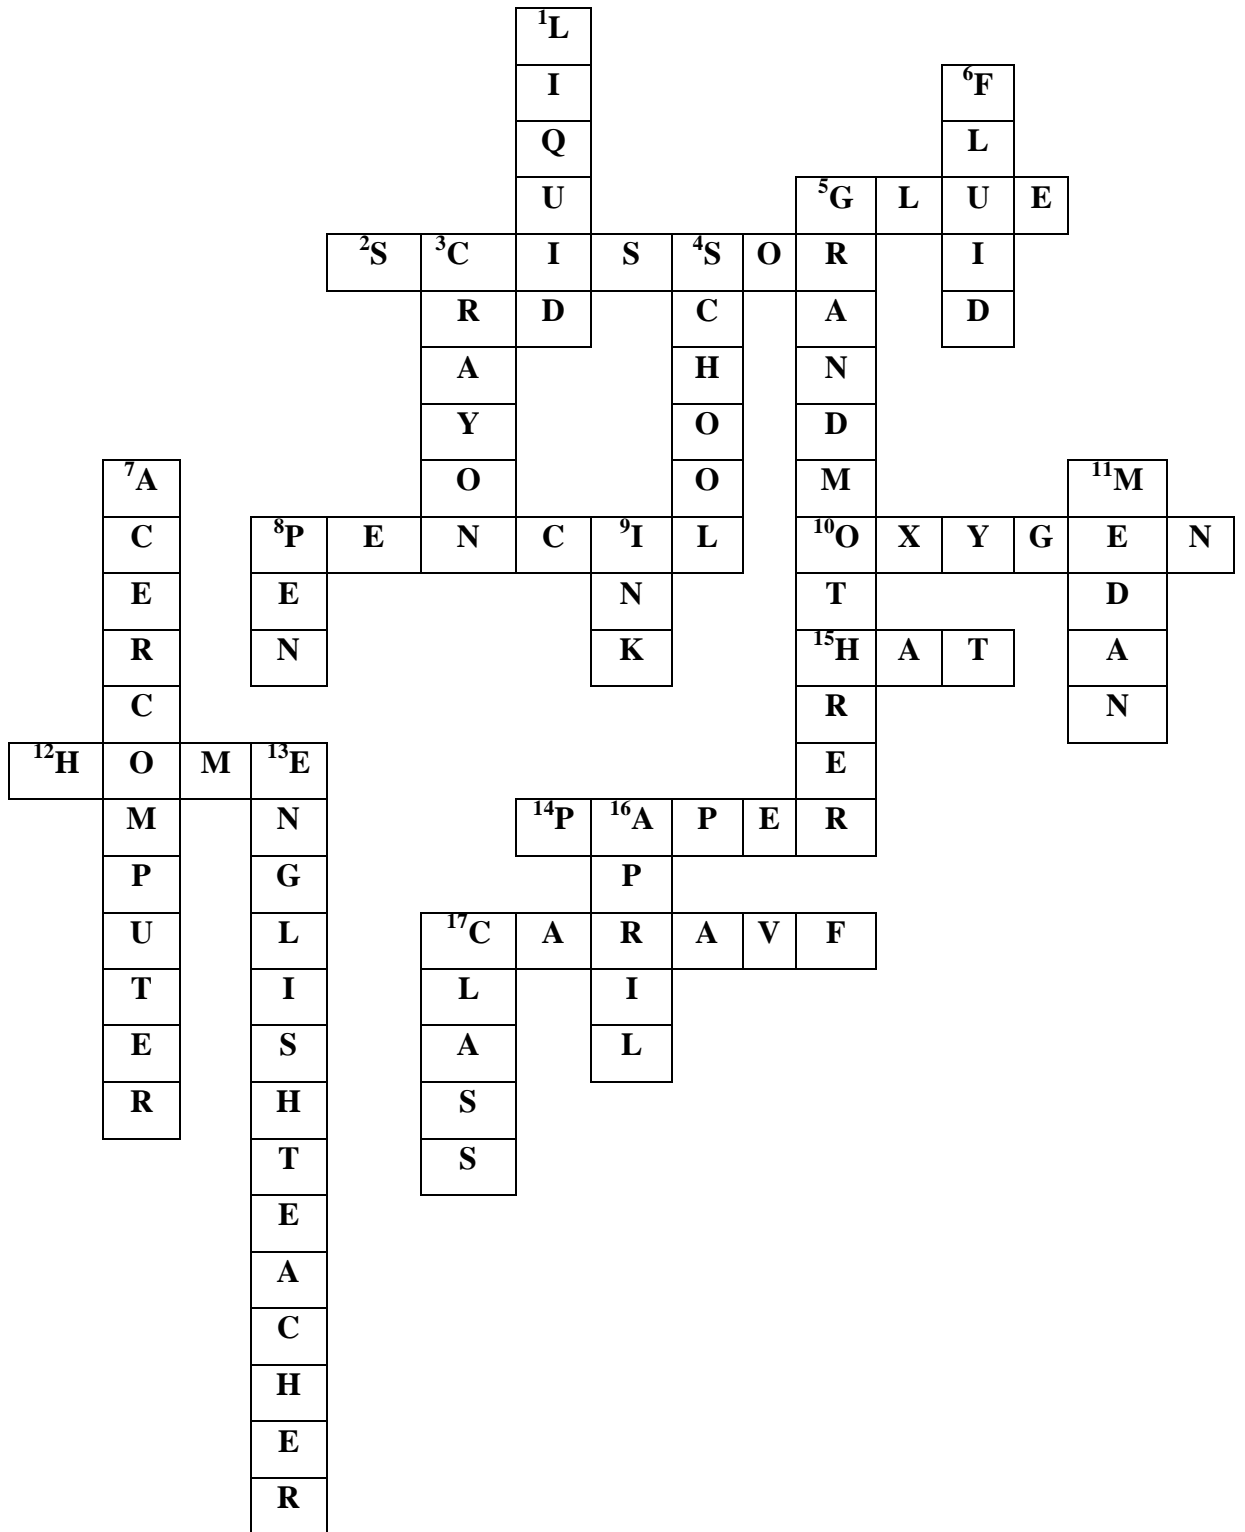 ¹L
I ⁶F
Q L
U ⁵G L U E
²S ³C I S ⁴S O R I
R D C A D
A H N
Y O D
⁷A O O M ¹¹M
C ⁸P E N C ⁹I L ¹⁰O X Y G E N
E E N T D
R N K ¹⁵H A T A
C R N
¹²H O M ¹³E E
M N ¹⁴P ¹⁶A P E R
P G P
U L ¹⁷C A R A V F
T I L I
E S A L
R H S
T S
E
A
C
H
E
R